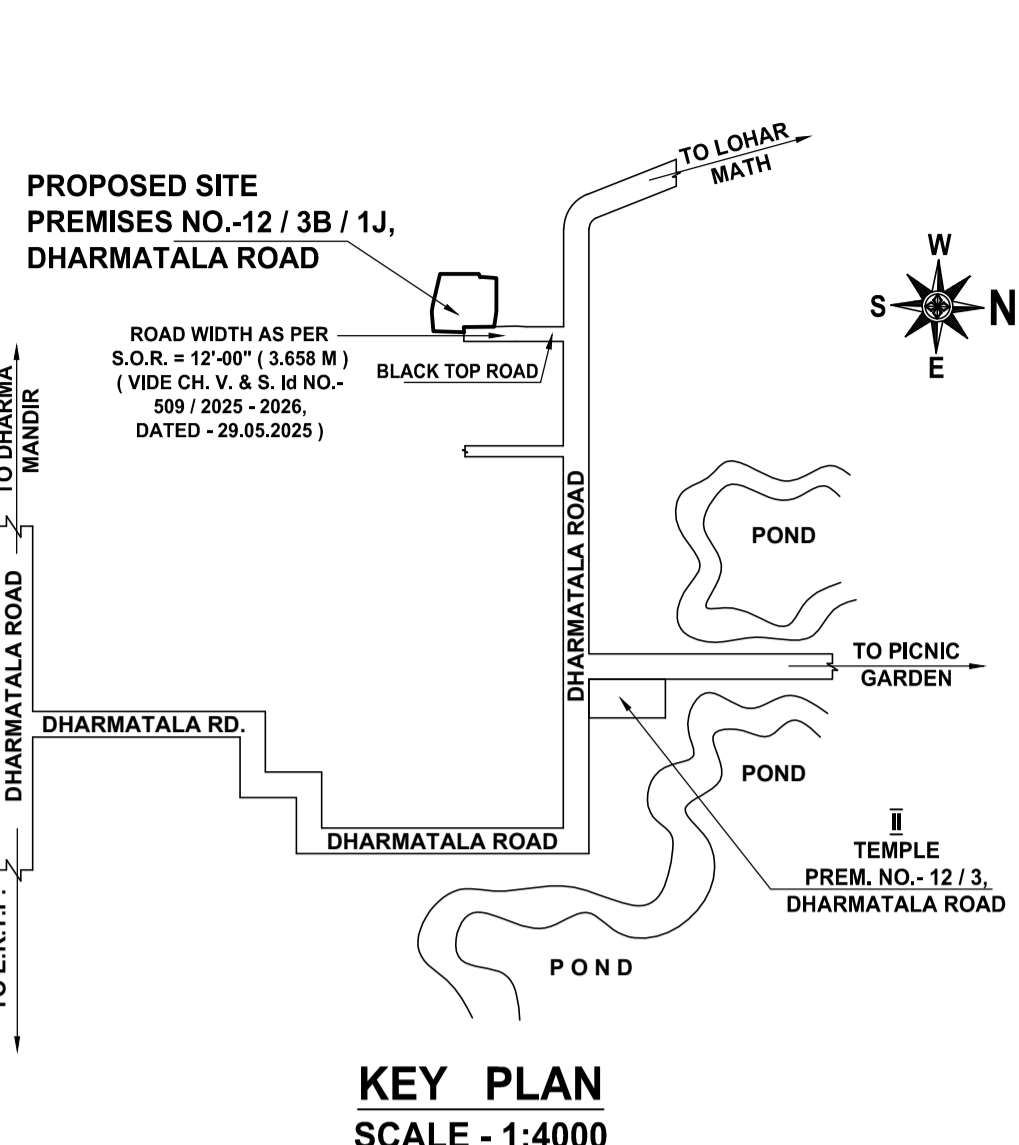 TO LOHAR
MATH
PROPOSED SITE
PREMISES NO.-12 / 3B / 1J,
DHARMATALA ROAD
W
S
N
E
ROAD WIDTH AS PER
S.O.R. = 12'-00" ( 3.658 M )
( VIDE CH. V. & S. Id NO.-
509 / 2025 - 2026,
DATED - 29.05.2025 )
BLACK TOP ROAD
TO DHARMA
MANDIR
DHARMATALA ROAD
POND
DHARMATALA ROAD
TO PICNIC
GARDEN
DHARMATALA RD.
POND
DHARMATALA ROAD
II
TEMPLE
PREM. NO.- 12 / 3,
DHARMATALA ROAD
POND
KEY PLAN
SCALE - 1:4000